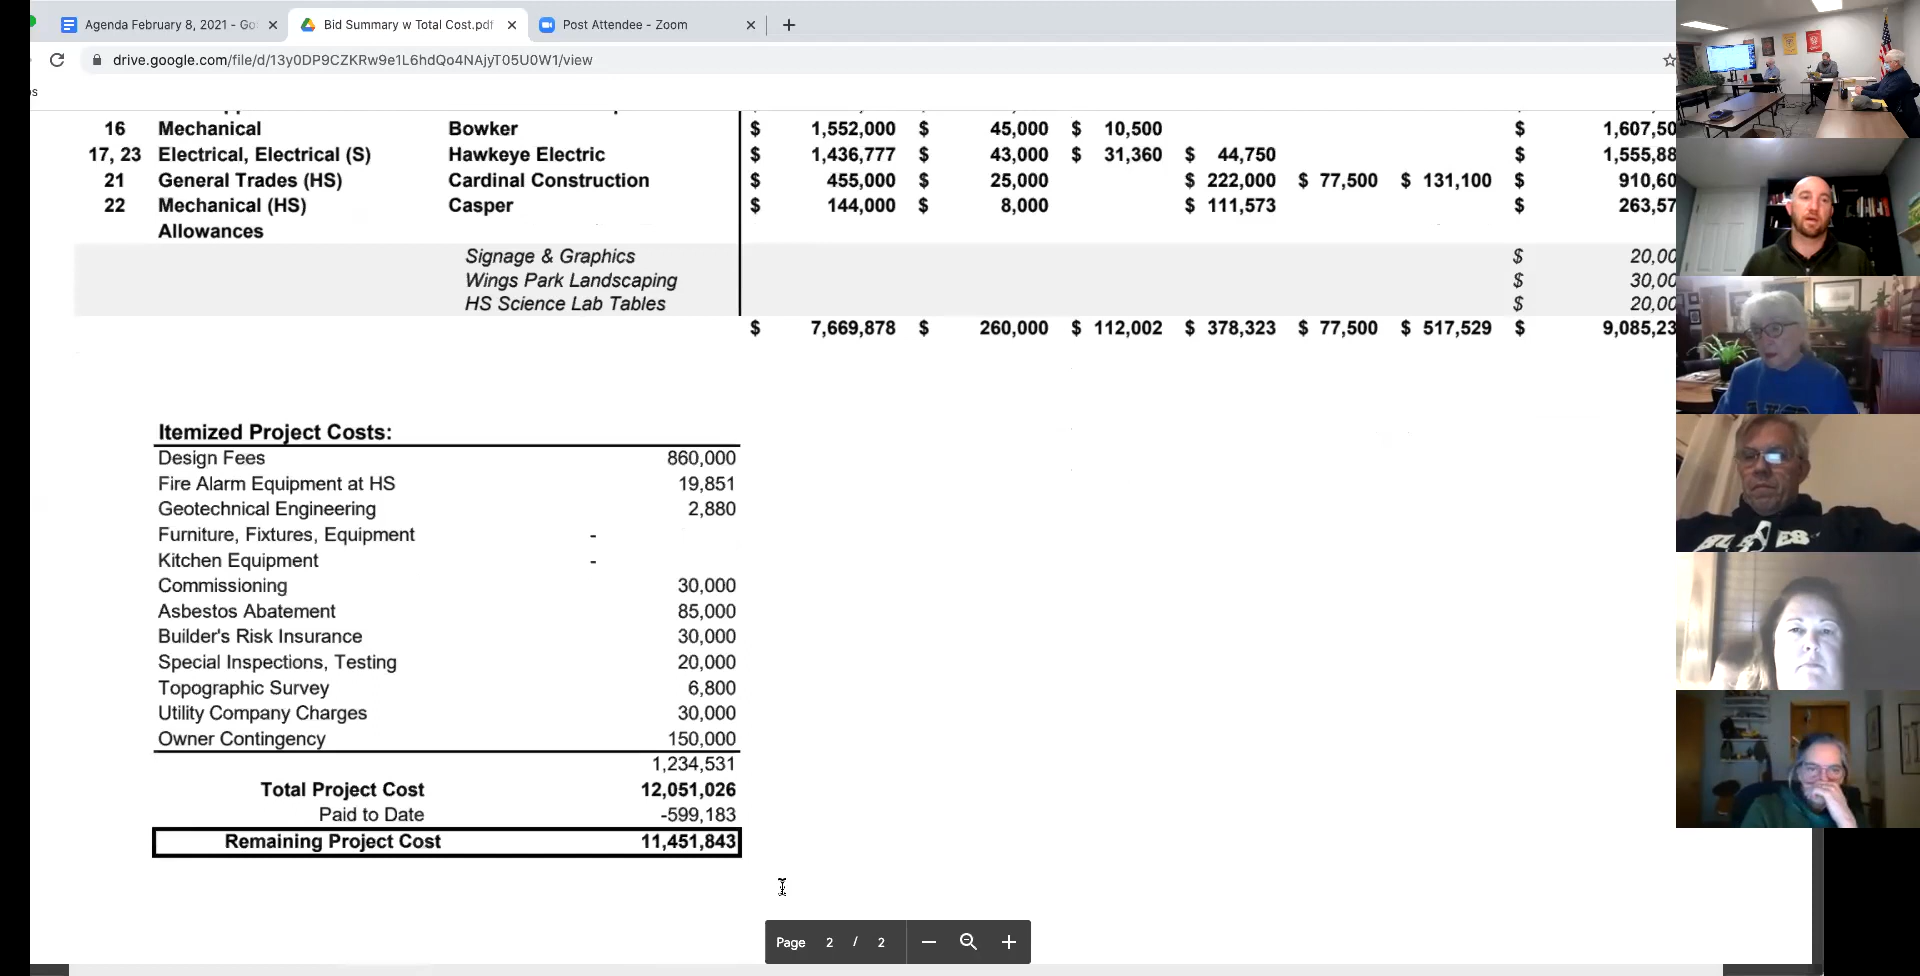 Agenda February 8, 2021 - Go
Bid Summary w Total Cost.pdf
Post Attendee - Zoom
drive.google.com/file/d/13y0DP9CZKRw9e1L6hdQo4NAjyT05U0W1/view
16 Mechanical Bowker $ 1,552,000 $ 45,000 $ 10,500 $ 1,607,50
17, 23 Electrical, Electrical (S) Hawkeye Electric $ 1,436,777 $ 43,000 $ 31,360 $ 44,750 $ 1,555,88
21 General Trades (HS) Cardinal Construction $ 455,000 $ 25,000 $ 222,000 $ 77,500 $ 131,100 $ 910,60
22 Mechanical (HS) Casper $ 144,000 $ 8,000 $ 111,573 $ 263,57
Allowances
Signage & Graphics $ 20,00
Wings Park Landscaping $ 30,00
HS Science Lab Tables $ 20,00
$ 7,669,878 $ 260,000 $ 112,002 $ 378,323 $ 77,500 $ 517,529 $ 9,085,23
Itemized Project Costs:
Design Fees 860,000
Fire Alarm Equipment at HS 19,851
Geotechnical Engineering 2,880
Furniture, Fixtures, Equipment -
Kitchen Equipment -
Commissioning 30,000
Asbestos Abatement 85,000
Builder's Risk Insurance 30,000
Special Inspections, Testing 20,000
Topographic Survey 6,800
Utility Company Charges 30,000
Owner Contingency 150,000
1,234,531
Total Project Cost 12,051,026
Paid to Date -599,183
Remaining Project Cost 11,451,843
Page 2 / 2